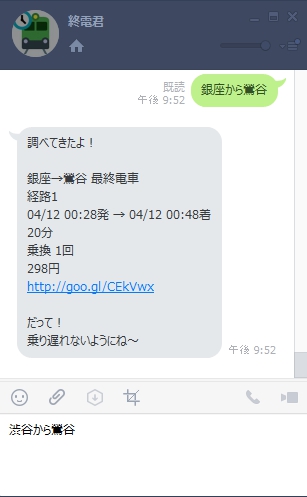 終電君
既読
午後 9:52
銀座から鶯谷
調べてきたよ！
銀座→鶯谷 最終電車
経路1
04/12 00:28発 → 04/12 00:48着
20分
乗換 1回
298円
http://goo.gl/CEkVwx
だって！
乗り遅れないようにね～
午後 9:52
渋谷から鶯谷